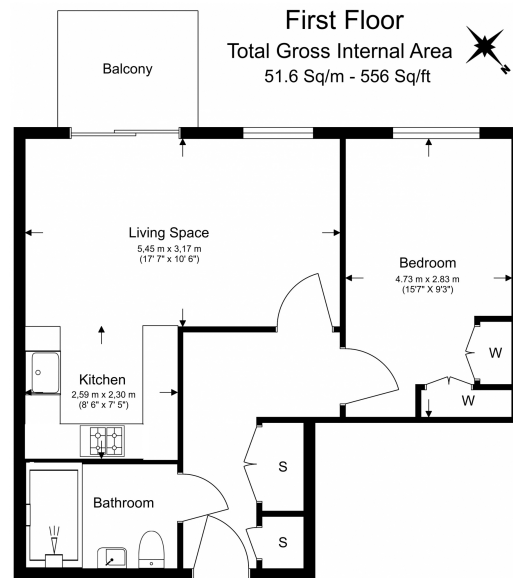 First Floor
Total Gross Internal Area
51.6 Sq/m - 556 Sq/ft
N
Balcony
Living Space
5,45 m x 3,17 m
(17' 7" x 10' 6")
Bedroom
4.73 m x 2.83 m
(15'7" X 9'3")
W
W
Kitchen
2,59 m x 2,30 m
(8' 6" x 7' 5")
S
Bathroom
S